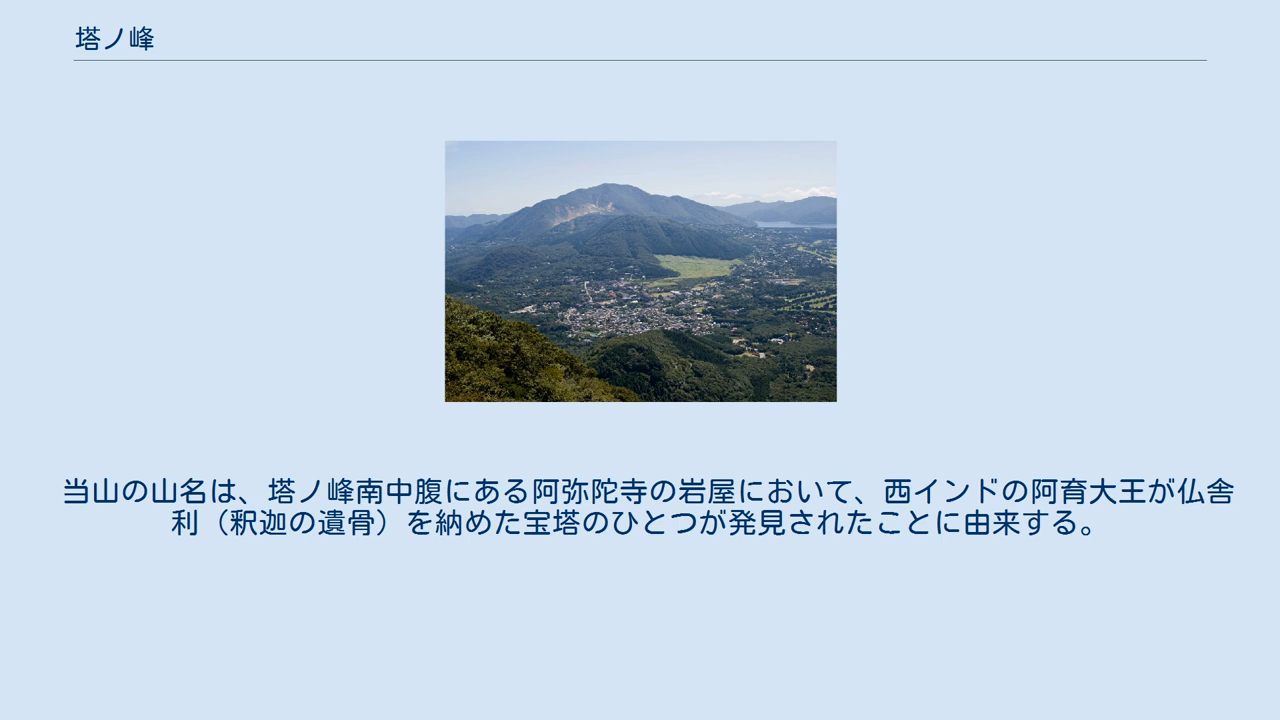 塔ノ峰
当山の山名は、塔ノ峰南中腹にある阿弥陀寺の岩屋において、西インドの阿育大王が仏舎
利（釈迦の遺骨）を納めた宝塔のひとつが発見されたことに由来する。